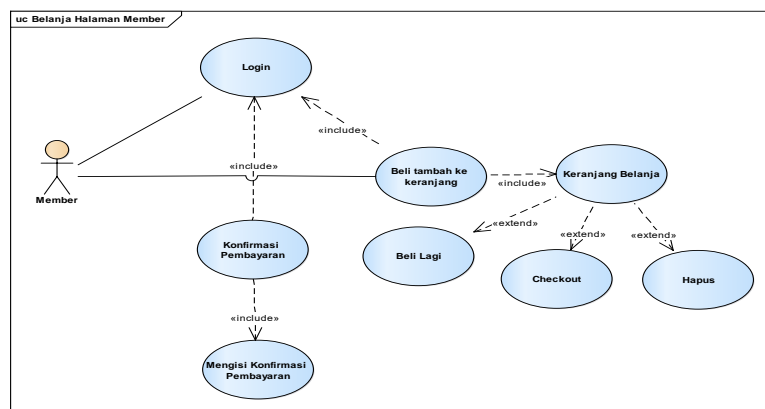 uc Belanja Halaman Member
Login
«include»
«include»
Member
Beli tambah ke
keranjang
«include»
Keranjang Belanja
Konfirmasi
Pembayaran
Beli Lagi
«extend»
«extend»
«extend»
Checkout
Hapus
«include»
Mengisi Konfirmasi
Pembayaran